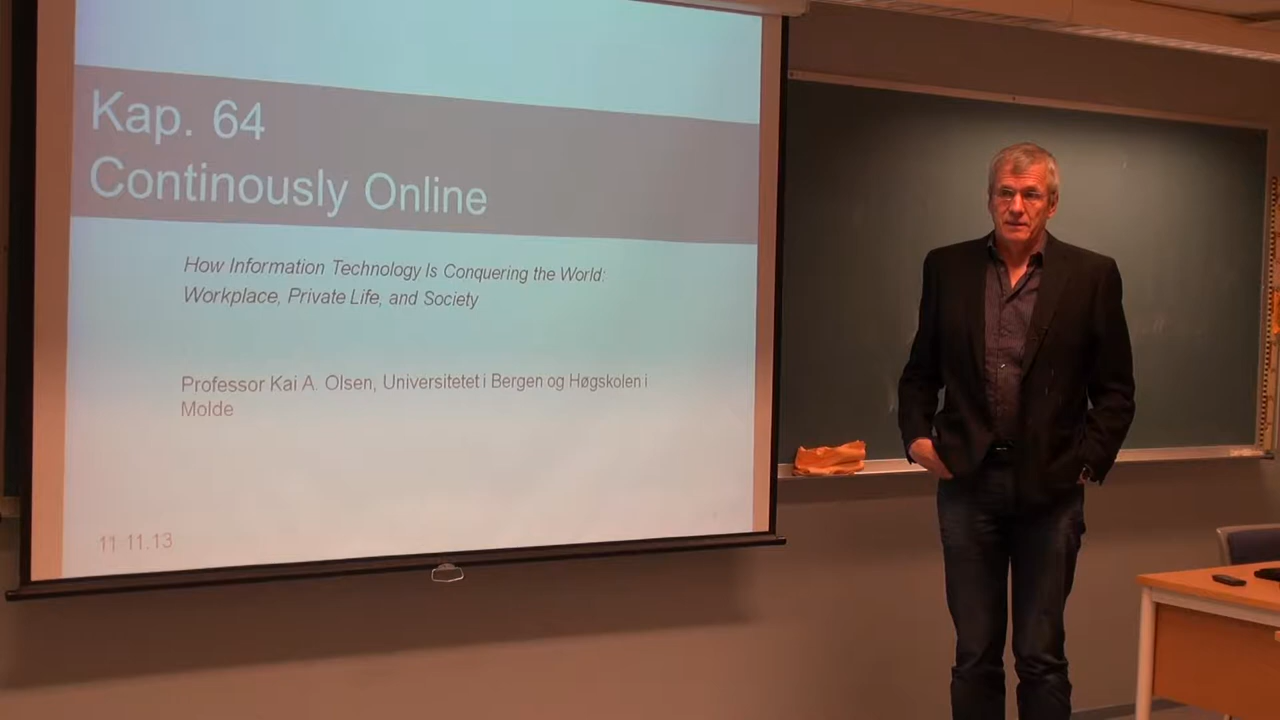 Kap. 64
Continously Online
How Information Technology Is Conquering the World:
Workplace, Private Life, and Society
Professor Kai A. Olsen, Universitetet i Bergen og Høgskolen i
Molde
11.11.13